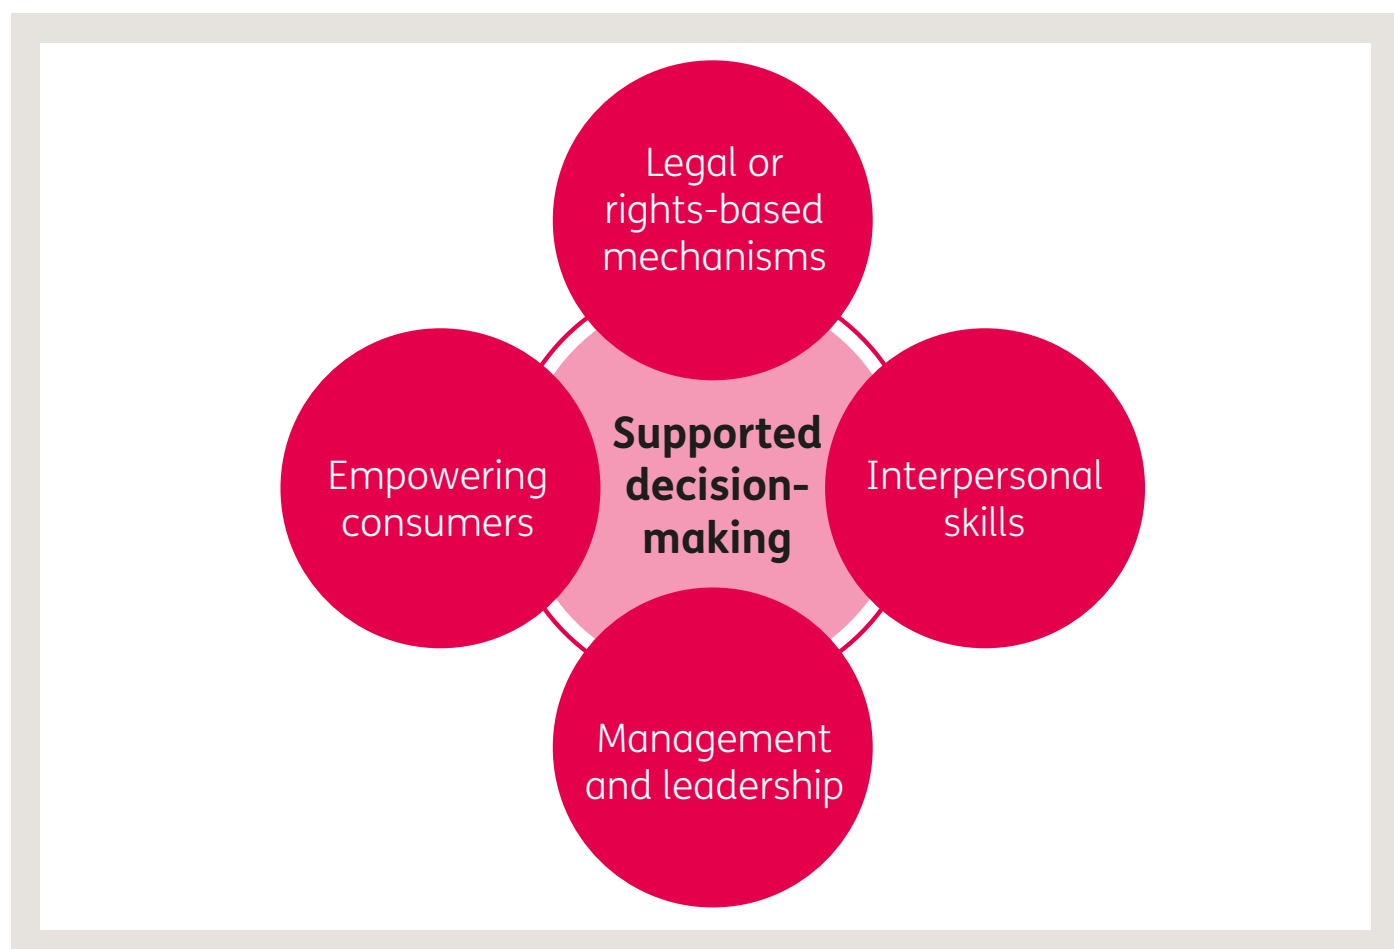 Legal or
rights-based
mechanisms
Empowering
consumers
Supported
decision-
making
Interpersonal
skills
Management
and leadership